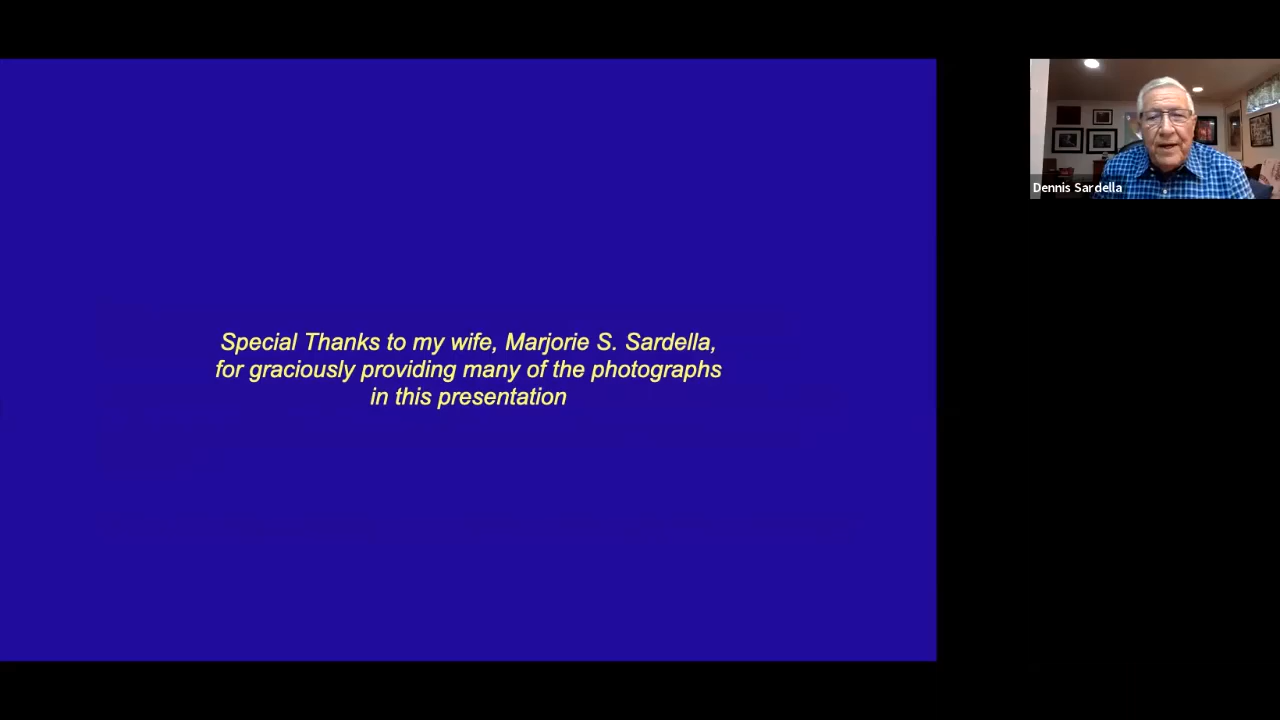 Special Thanks to my wife, Marjorie S. Sardella,
for graciously providing many of the photographs
in this presentation
Dennis Sardella